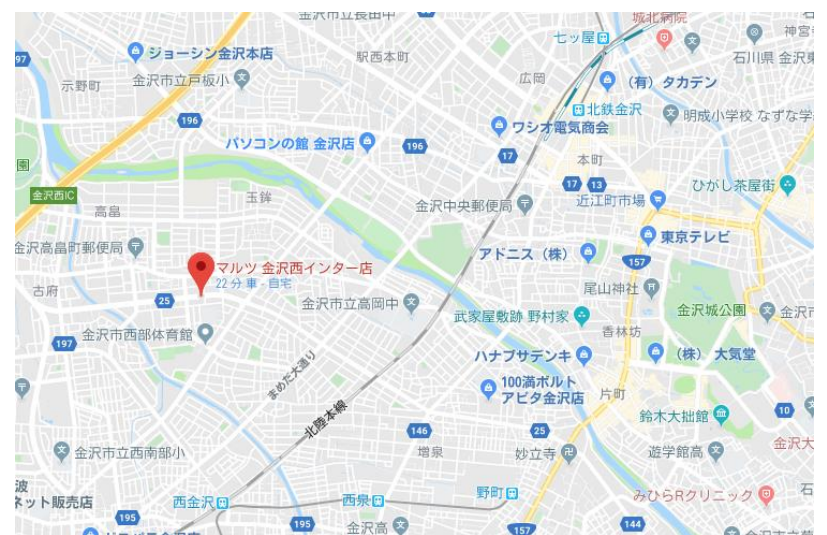 金沢市立長田中
城北病院
七ッ屋
神宮寺
97
ジョーシン金沢本店
駅西本町
石川県 金沢東
示野町
金沢市立戸板小
広岡
(有) タカデン
北鉄金沢
196
ワシオ電気商会
明成小学校 なずな学
パソコンの館 金沢店
196
17
本町
園
金沢西IC
玉鉾
17
13
ひがし茶屋街
高畠
金沢中央郵便局
近江町市場
金沢高畠町郵便局
東京テレビ
アドニス (株)
157
マルツ 金沢西インター店
22 分 車 - 自宅
尾山神社
古府
25
金沢市立高岡中
武家屋敷跡 野村家
金沢城公園
金沢市
香林坊
197
金沢市西部体育館
ハナブサデンキ
(株) 大気堂
まめだ大通り
100満ボルト
アピタ金沢店
片町
北陸本線
鈴木大拙館
10
146
25
金沢市立西南部小
増泉
妙立寺
遊学館高
金沢大
波
ネット販売店
西金沢
西泉
野町
みひらRクリニック
石
195
195
金沢高
157
144